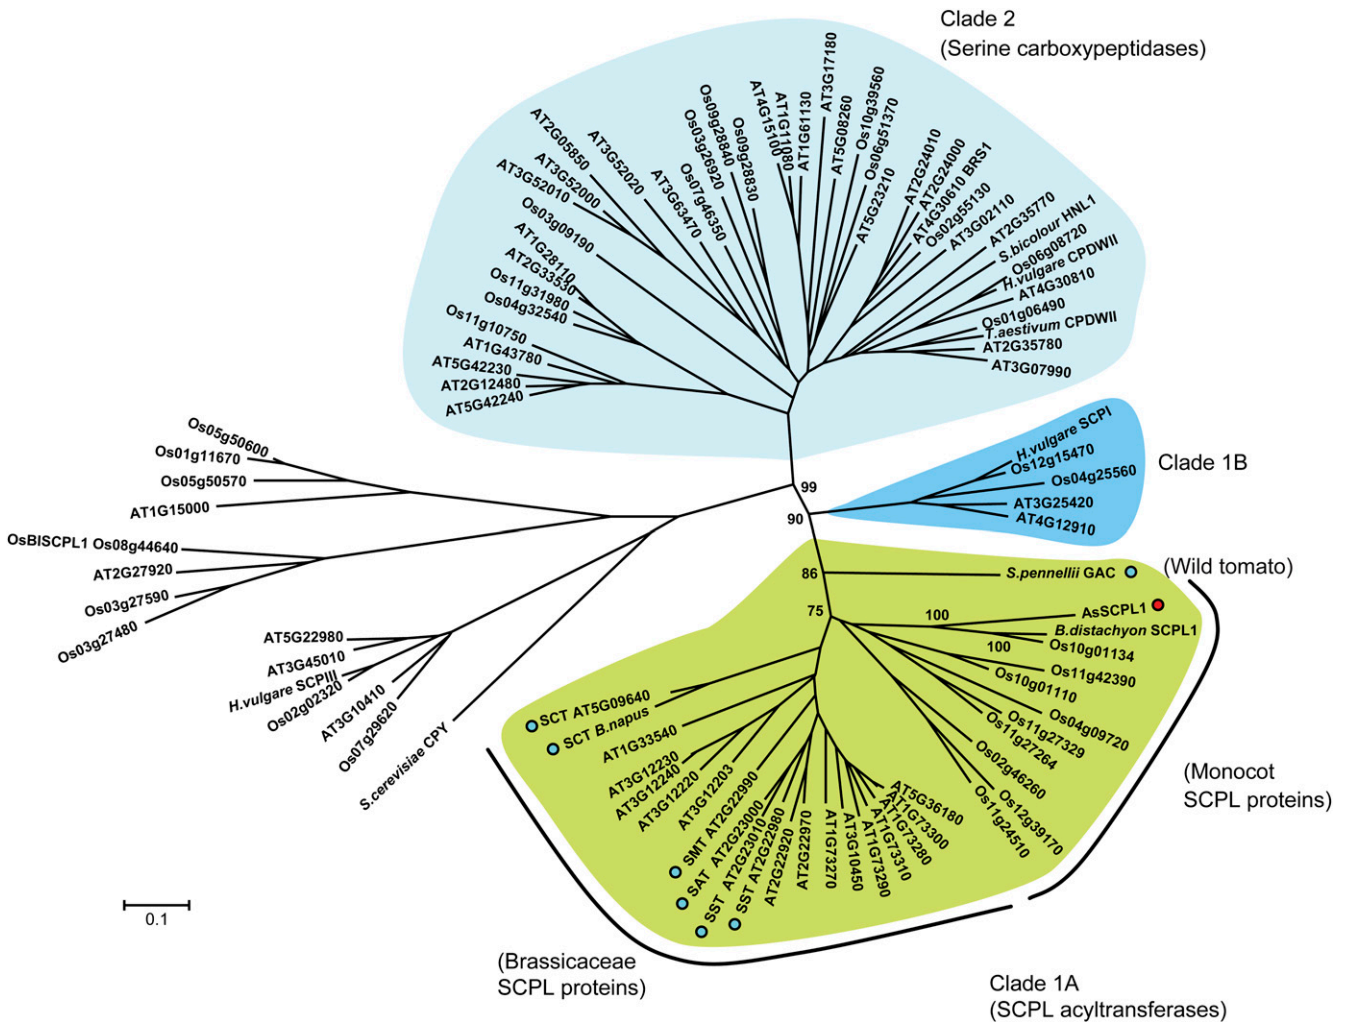 Clade 2
(Serine carboxypeptidases)
AT5G42240
AT2G12480
AT5G42230
AT1G43780
Os11g10750
Os04g32540
Os11g31980
AT2G33530
AT1G28110
Os03g09190
AT3G52010
AT3G52000
AT2G05850
AT3G52020
AT3G63470
Os07g46350
Os03g26920
Os09g28840
Os09g28830
AT4G15100
AT1G11080
AT1G61130
AT3G17180
AT5G08260
Os10g39560
Os06g51370
AT5G23210
AT2G24010
AT2G24000
AT4G30610 BRS1
Os02g55130
AT3G02110
AT2G35770
S.bicolour HNL1
Os06g08720
H.vulgare CPDWII
AT4G30810
Os01g06490
T.aestivum CPDWII
AT2G35780
AT3G07990
H.vulgare SCPI
Os12g15470
Os04g25560
AT3G25420
AT4G12910
Clade 1B
99
90
86
75
100
100
Os05g50600
Os01g11670
Os05g50570
AT1G15000
OsBISCPL1 Os08g44640
AT2G27920
Os03g27590
Os03g27480
AT5G22980
AT3G45010
H.vulgare SCPIII
Os02g02320
AT3G10410
Os07g29620
S.cerevisiae CPY
S.pennellii GAC
(Wild tomato)
AsSCPL1
B.distachyon SCPL1
Os10g01134
Os11g42390
Os10g01110
Os04g09720
Os11g27329
Os11g27264
Os02g46260
Os12g39170
Os11g24510
(Monocot
SCPL proteins)
SCT AT5G09640
SCT B.napus
AT1G33540
AT3G12230
AT3G12240
AT3G12220
AT3G12203
SMT AT2G22990
SAT AT2G23000
SST AT2G23010
SST AT2G22980
AT2G22920
AT2G22970
AT1G73270
AT3G10450
AT1G73290
AT1G73310
AT1G73280
AT1G73300
AT5G36180
0.1
(Brassicaceae
SCPL proteins)
Clade 1A
(SCPL acyltransferases)